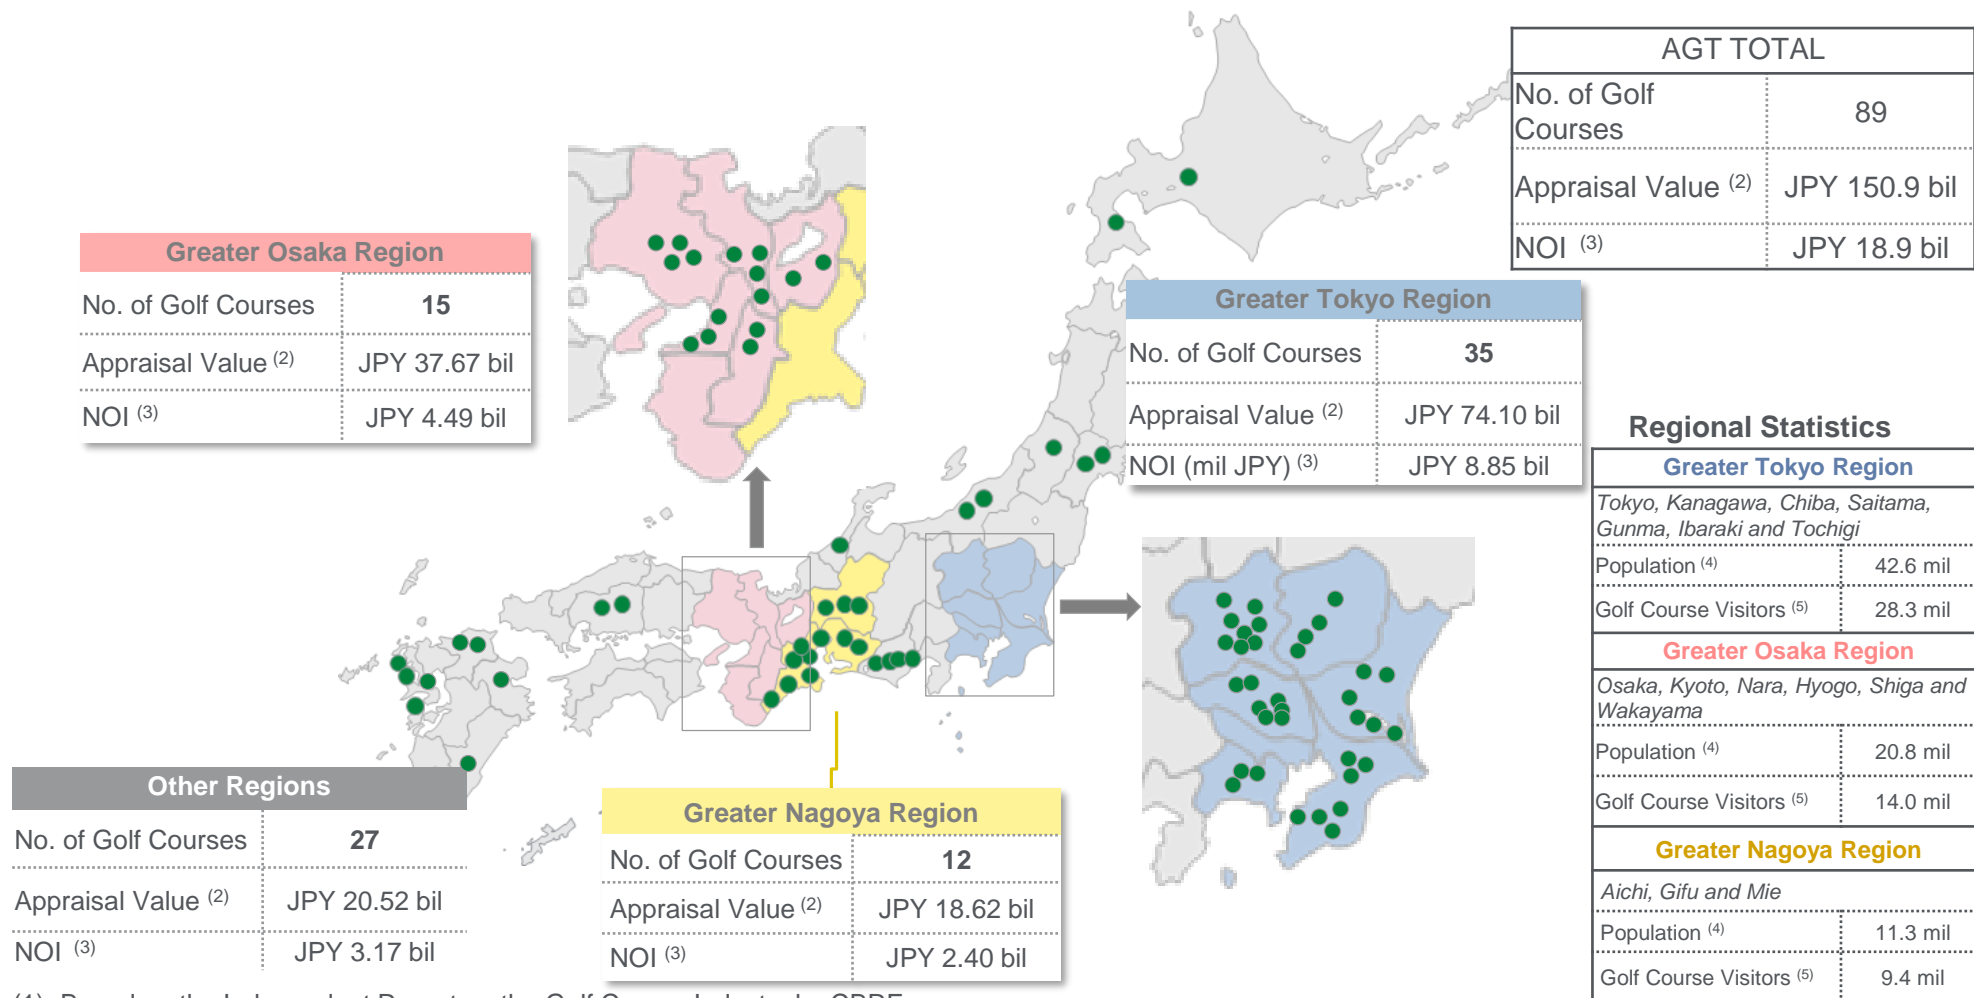 AGT TOTAL
No. of Golf
Courses
89
Appraisal Value (2)
JPY 150.9 bil
NOI (3)
JPY 18.9 bil
Greater Osaka Region
No. of Golf Courses
15
Appraisal Value (2)
JPY 37.67 bil
NOI (3)
JPY 4.49 bil
Greater Tokyo Region
No. of Golf Courses
35
Appraisal Value (2)
JPY 74.10 bil
NOI (mil JPY) (3)
JPY 8.85 bil
Regional Statistics
Greater Tokyo Region
Tokyo, Kanagawa, Chiba, Saitama,
Gunma, Ibaraki and Tochigi
Population (4)
42.6 mil
Golf Course Visitors (5)
28.3 mil
Greater Osaka Region
Osaka, Kyoto, Nara, Hyogo, Shiga and
Wakayama
Population (4)
20.8 mil
Golf Course Visitors (5)
14.0 mil
Greater Nagoya Region
Aichi, Gifu and Mie
Population (4)
11.3 mil
Golf Course Visitors (5)
9.4 mil
Other Regions
No. of Golf Courses
27
Appraisal Value (2)
JPY 20.52 bil
NOI (3)
JPY 3.17 bil
Greater Nagoya Region
No. of Golf Courses
12
Appraisal Value (2)
JPY 18.62 bil
NOI (3)
JPY 2.40 bil